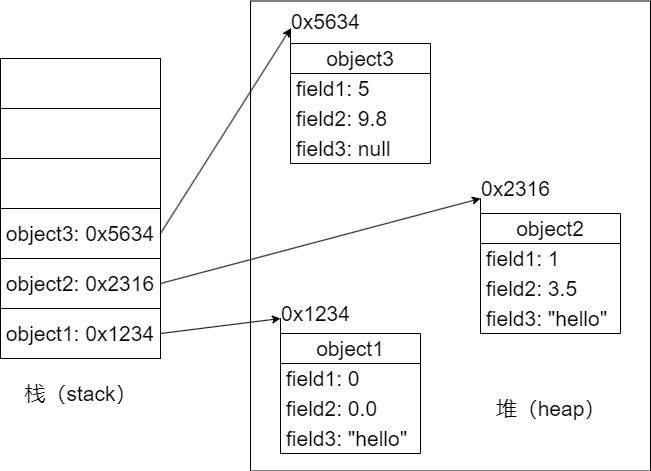 object3: 0x5634
object2: 0x2316
object1: 0x1234
栈（stack）
0x5634
object3
field1: 5
field2: 9.8
field3: null
0x2316
object2
field1: 1
field2: 3.5
field3: "hello"
0x1234
object1
field1: 0
field2: 0.0
field3: "hello"
堆（heap）